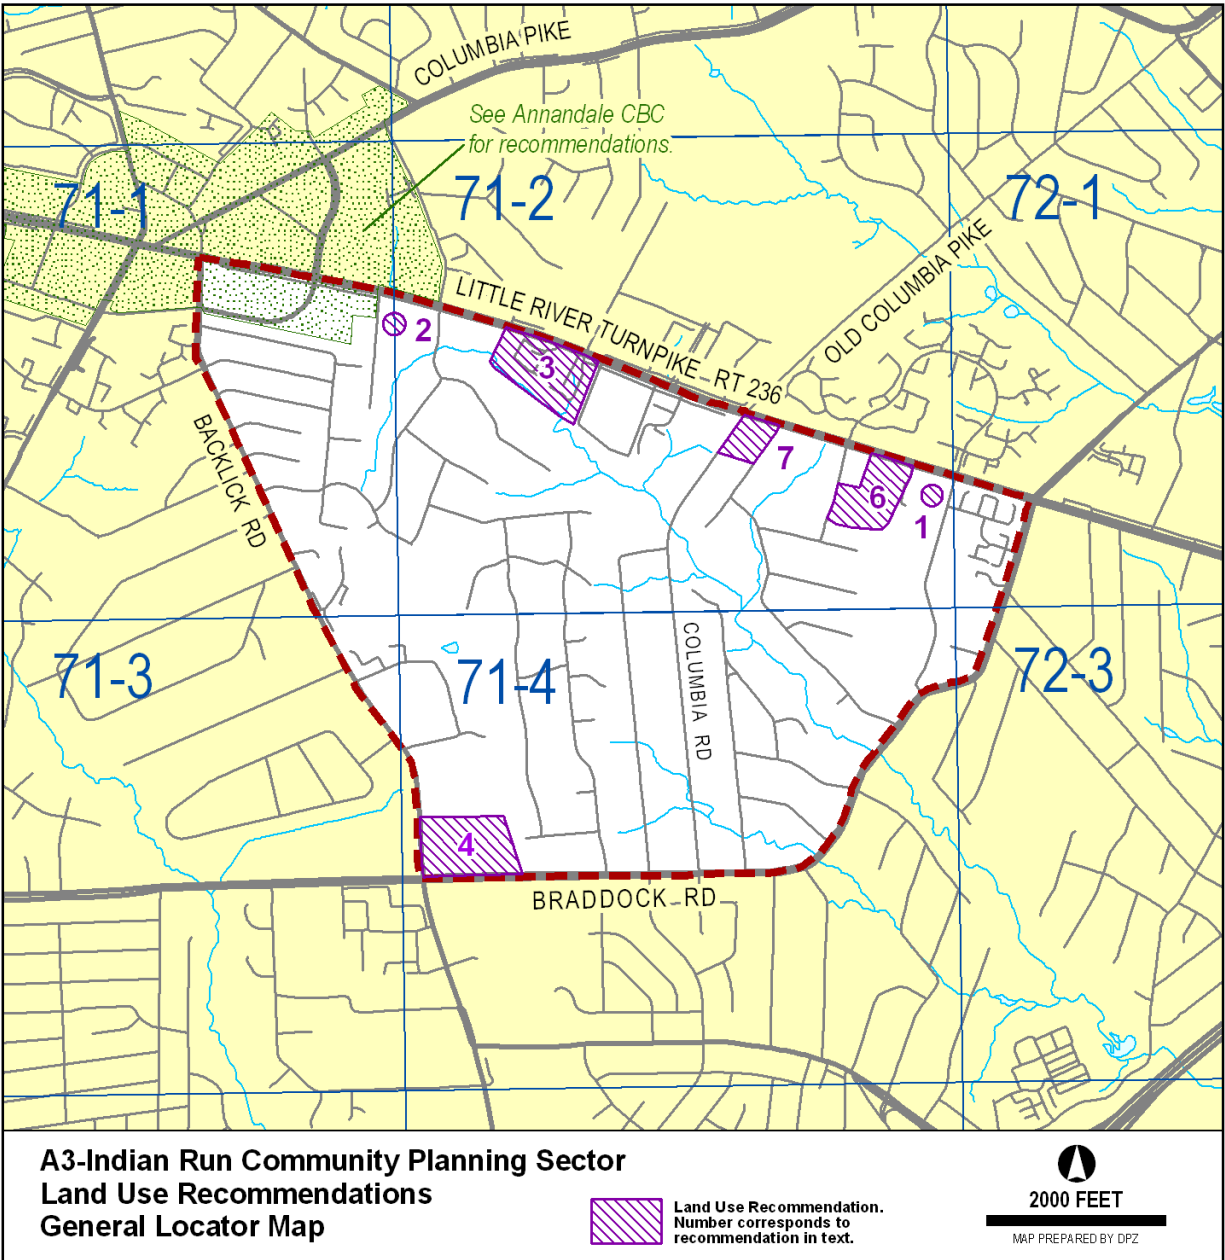 COLUMBIA PIKE
See Annandale CBC
for recommendations.
71-1
71-2
72-1
OLD COLUMBIA PIKE
LITTLE RIVER TURNPIKE RT 236
2
3
7
6
1
BACKLICK RD
71-3
71-4
COLUMBIA RD
72-3
4
BRADDOCK RD
A3-Indian Run Community Planning Sector
Land Use Recommendations
General Locator Map
Land Use Recommendation.
Number corresponds to
recommendation in text.
2000 FEET
MAP PREPARED BY DPZ